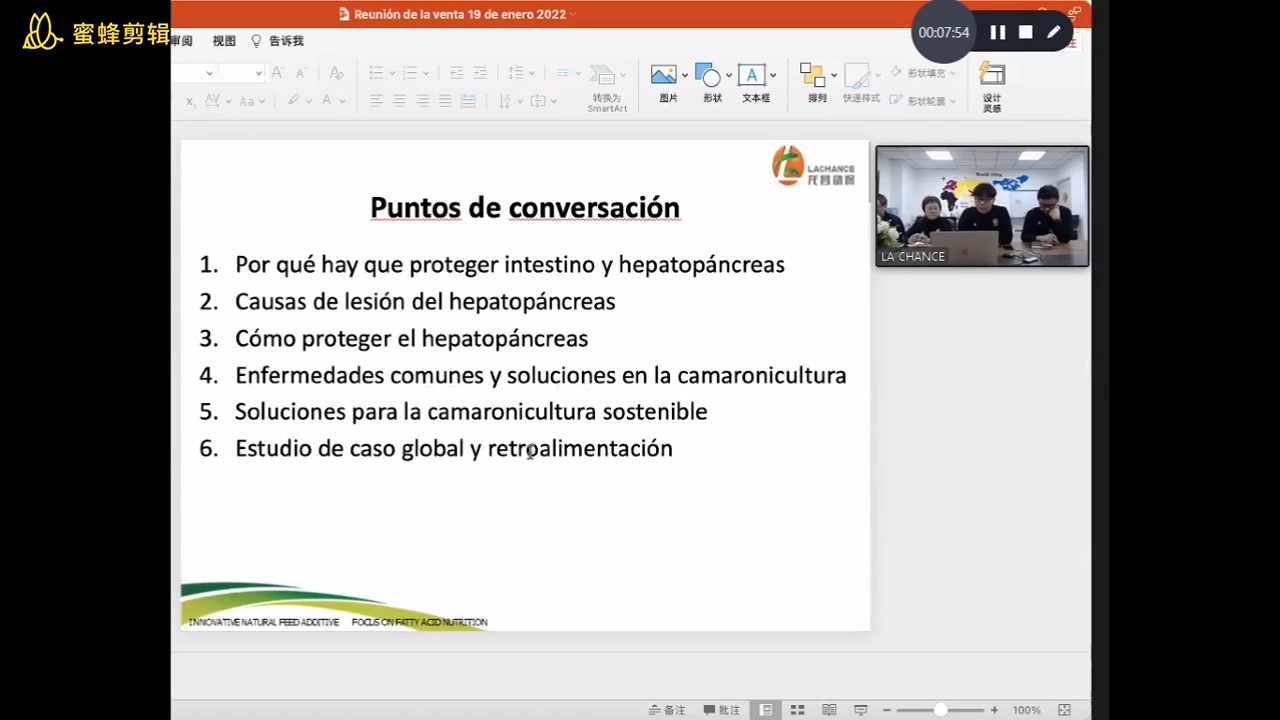 蜜蜂剪辑
Reunión de la venta 19 de enero 2022
00:07:54
审阅
视图
告诉我
Aa
A
转换为
SmartArt
图片
形状
文本框
排列
快速样式
形状填充
形状轮廓
设计
灵感
LACHANCE
Puntos de conversación
1. Por qué hay que proteger intestino y hepatopáncreas
2. Causas de lesión del hepatopáncreas
3. Cómo proteger el hepatopáncreas
4. Enfermedades comunes y soluciones en la camaronicultura
5. Soluciones para la camaronicultura sostenible
6. Estudio de caso global y retroalimentación
LA CHANCE
INNOVATIVE NATURAL FEED ADDITIVE FOCUS ON FATTY ACID NUTRITION
备注
批注
100%